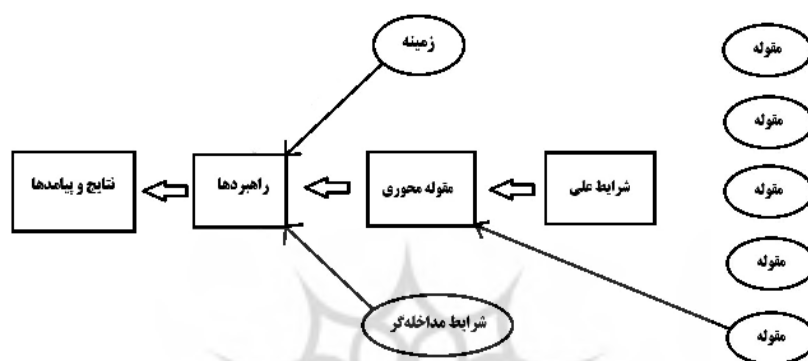 زمینه
مقوله
مقوله
شرایط علی
مقوله محوری
راهبردها
نتایج و پیامدها
مقوله
مقوله
شرایط مداخله‌گر
مقوله